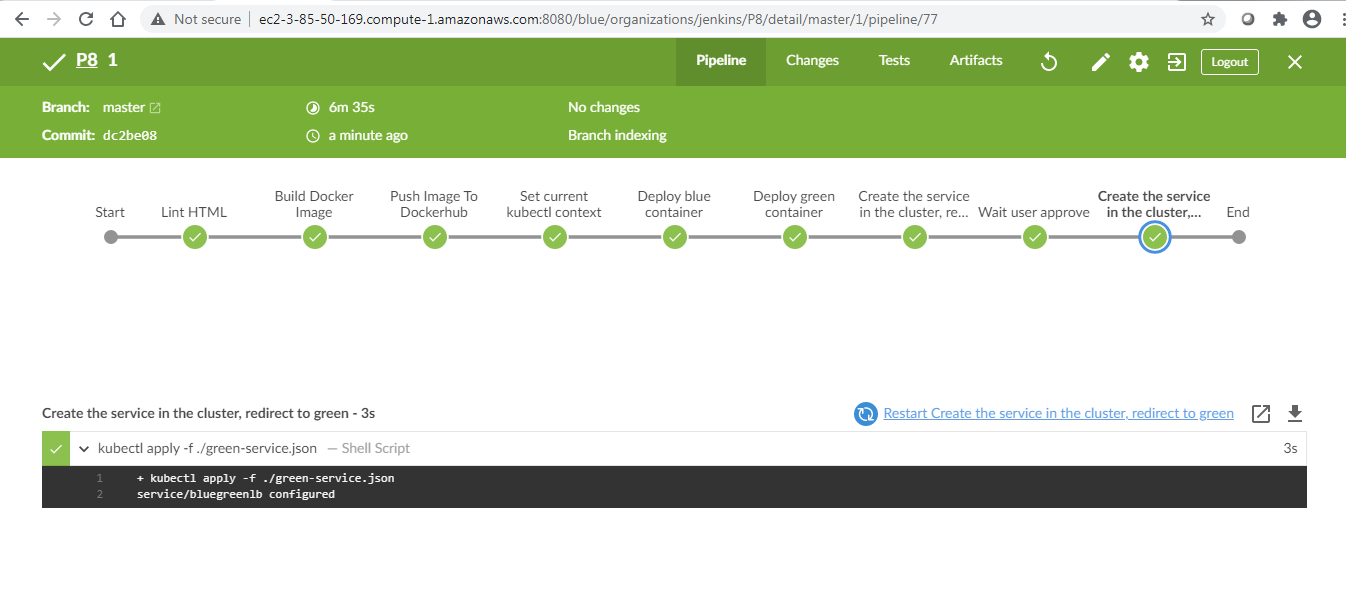 Not secure
ec2-3-85-50-169.compute-1.amazonaws.com:8080/blue/organizations/jenkins/P8/detail/master/1/pipeline/77
P8 1
Pipeline
Changes
Tests
Artifacts
Logout
Branch: master
6m 35s
No changes
Commit: dc2be08
a minute ago
Branch indexing
Start
Lint HTML
Build Docker
Image
Push Image To
Dockerhub
Set current
kubectl context
Deploy blue
container
Deploy green
container
Create the service
in the cluster, re...
Wait user approve
Create the service
in the cluster,...
End
Create the service in the cluster, redirect to green - 3s
Restart Create the service in the cluster, redirect to green
kubectl apply -f ./green-service.json — Shell Script
3s
1 + kubectl apply -f ./green-service.json
2 service/bluegreenlb configured